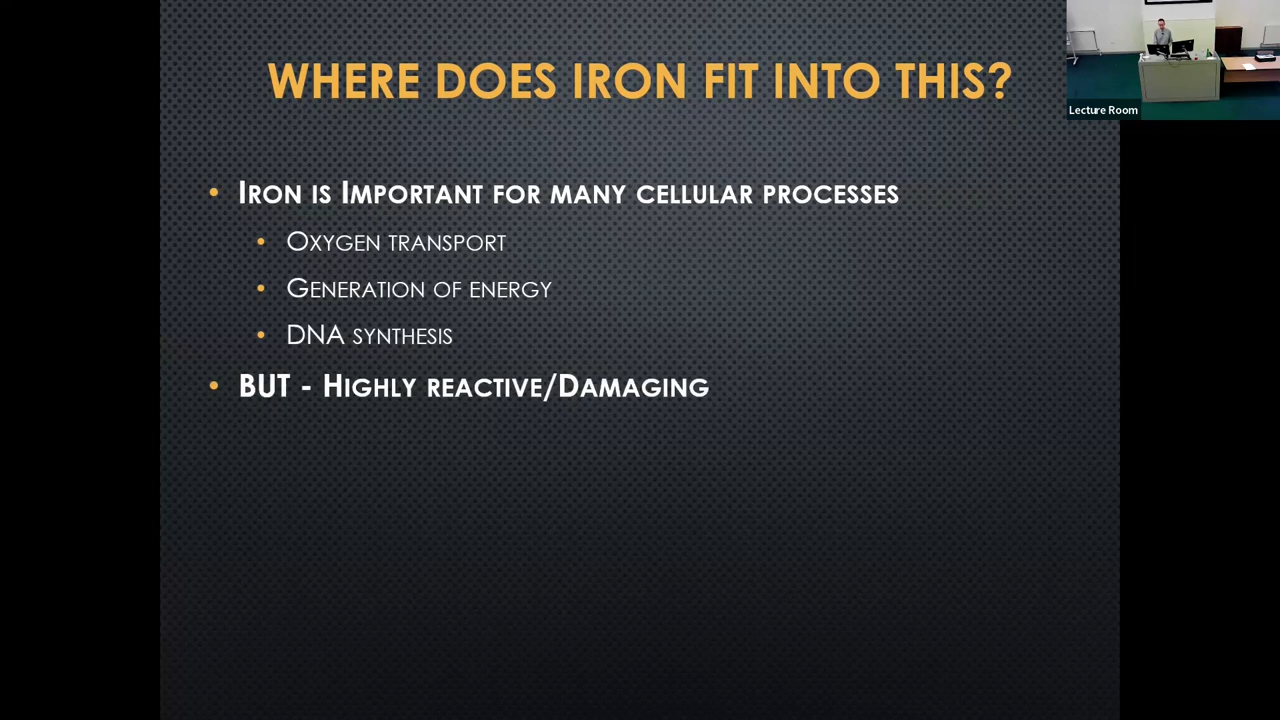 WHERE DOES IRON FIT INTO THIS?
Lecture Room
• IRON IS IMPORTANT FOR MANY CELLULAR PROCESSES
• OXYGEN TRANSPORT
• GENERATION OF ENERGY
• DNA SYNTHESIS
• BUT - HIGHLY REACTIVE/DAMAGING